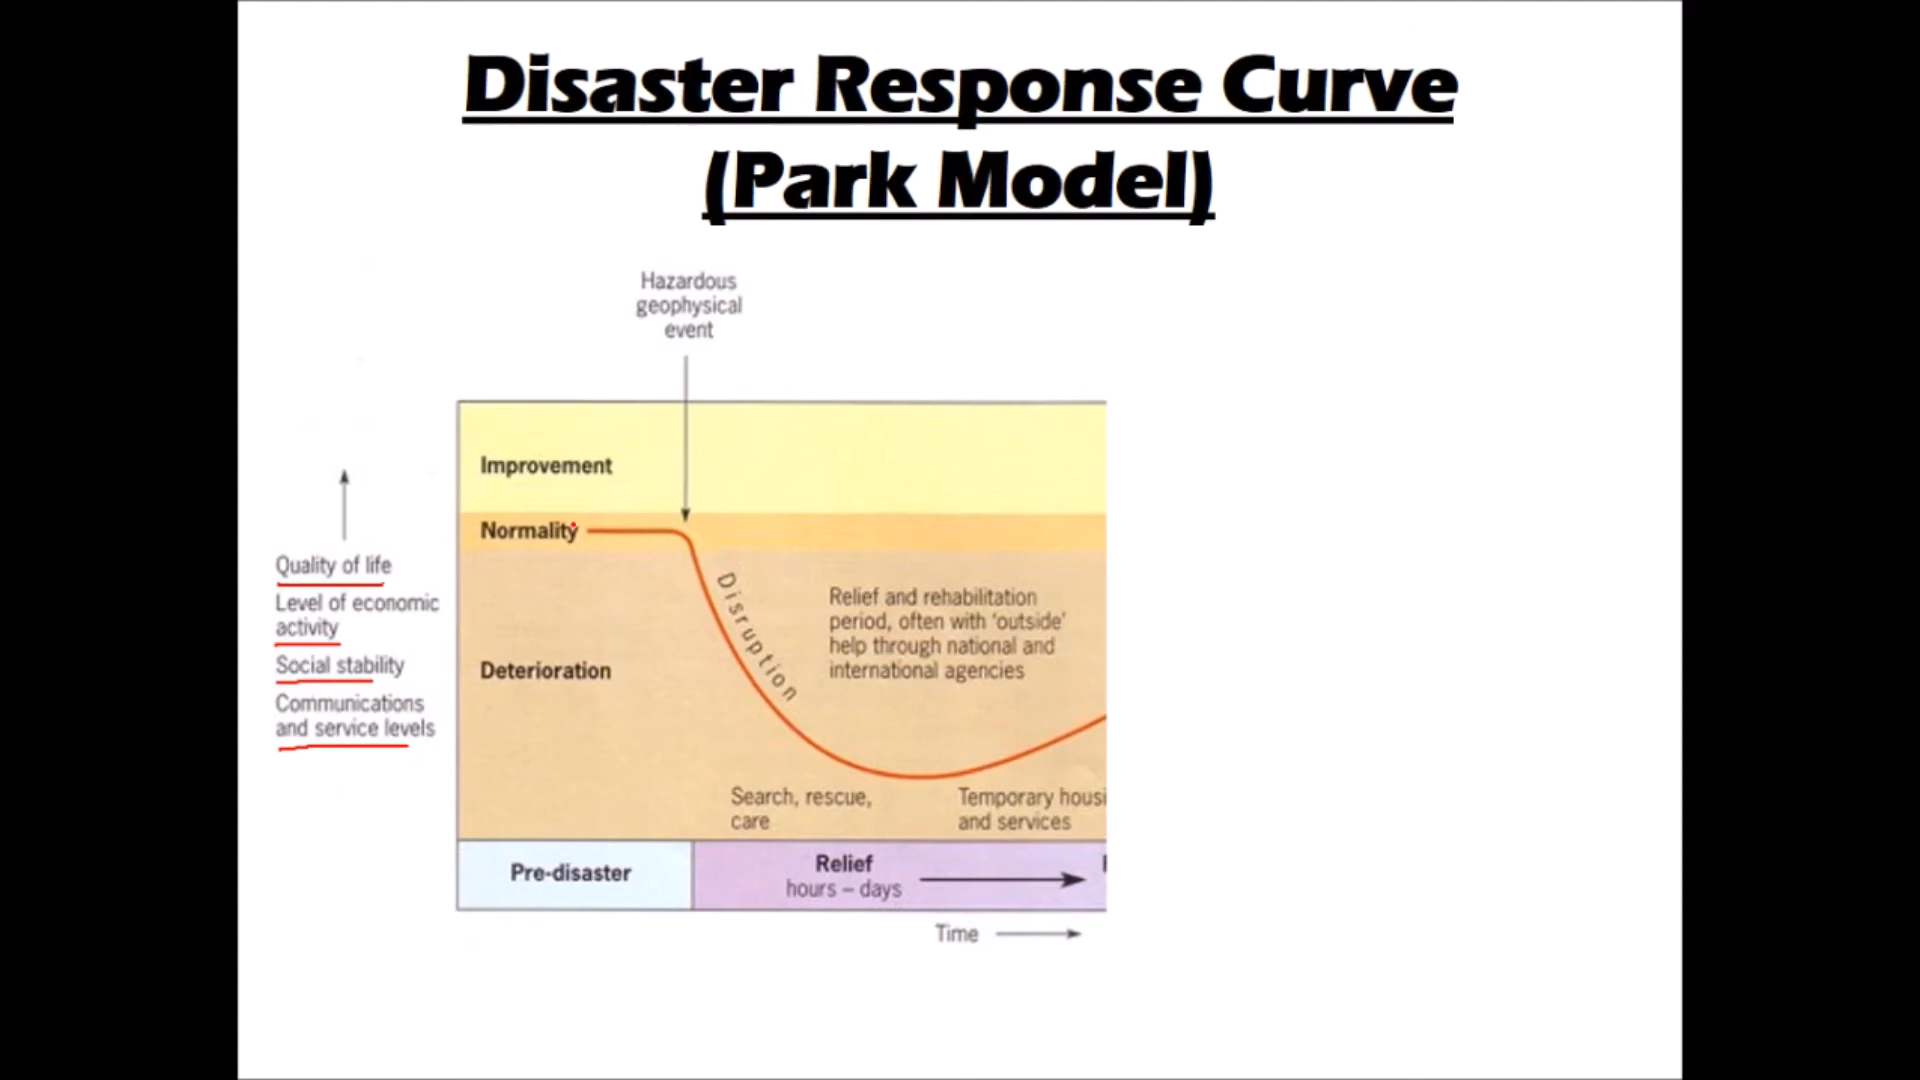 Disaster Response Curve
(Park Model)
Hazardous
geophysical
event
Improvement
Normality
Quality of life
Level of economic
activity
Social stability
Communications
and service levels
Deterioration
Disruption
Relief and rehabilitation
period, often with ‘outside’
help through national and
international agencies
Search, rescue,
care
Temporary housi
and services
Pre-disaster
Relief
hours – days
Time